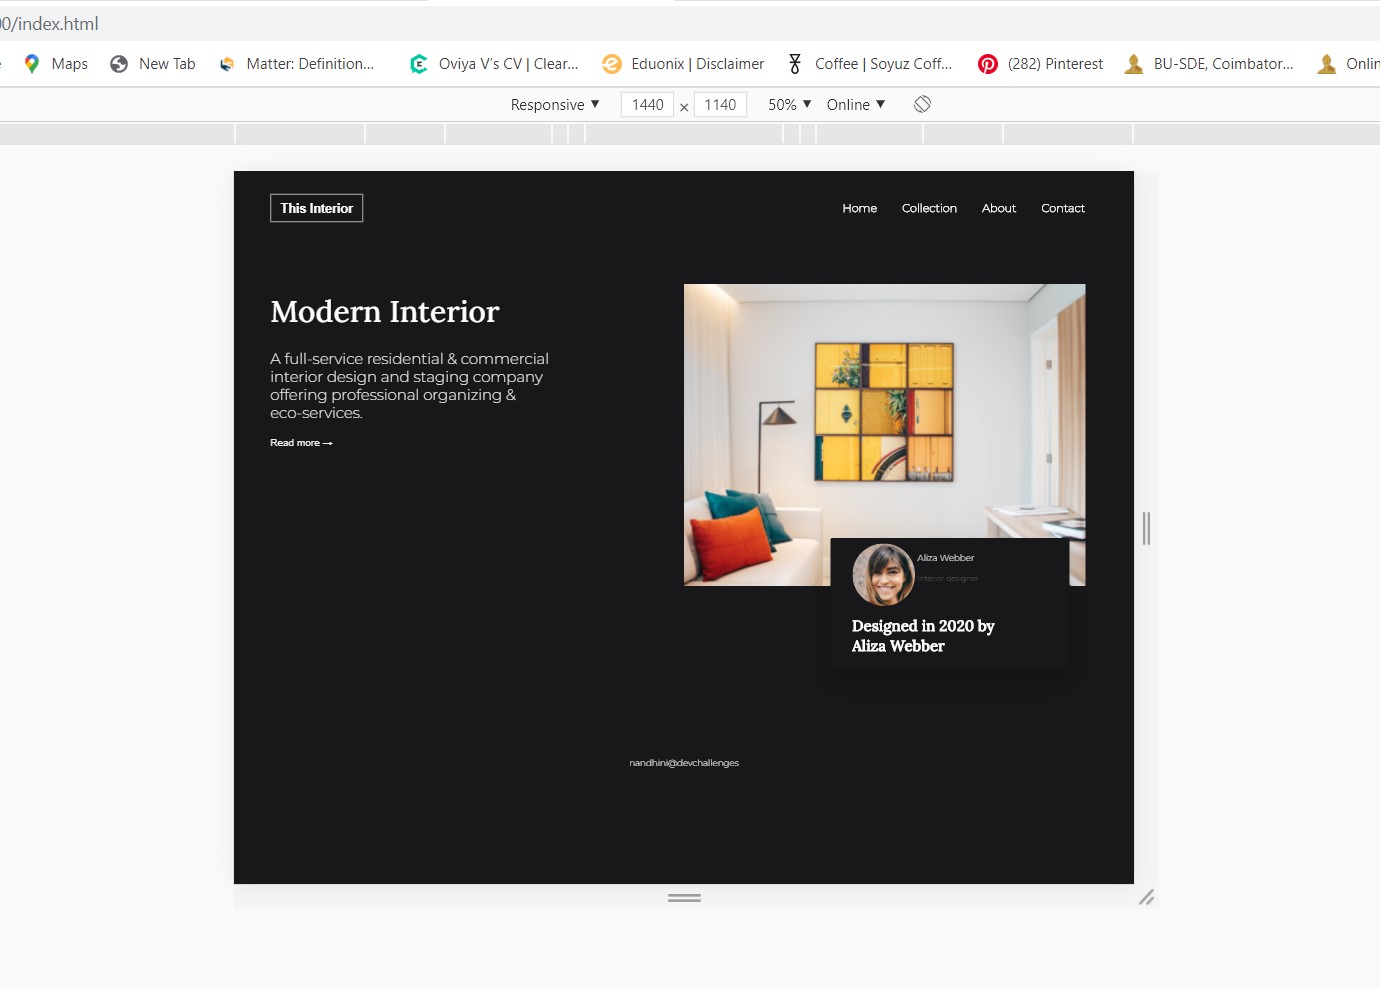 00/index.html
Maps
New Tab
Matter: Definition...
Oviya V's CV | Clear...
Eduonix | Disclaimer
Coffee | Soyuz Coff...
(282) Pinterest
BU-SDE, Coimbator...
Onlin
Responsive ▼
1440 × 1140
50% ▼
Online ▼
This Interior
Home
Collection
About
Contact
Modern Interior
A full-service residential & commercial
interior design and staging company
offering professional organizing &
eco-services.
Read more →
Aliza Webber
Interior designer
Designed in 2020 by
Aliza Webber
nandhini@devchallenges